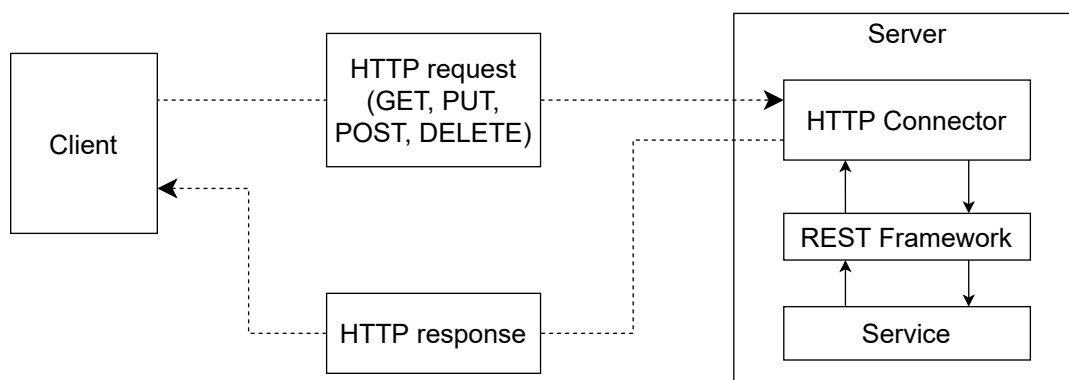 Server
HTTP request
(GET, PUT,
POST, DELETE)
HTTP Connector
Client
REST Framework
HTTP response
Service